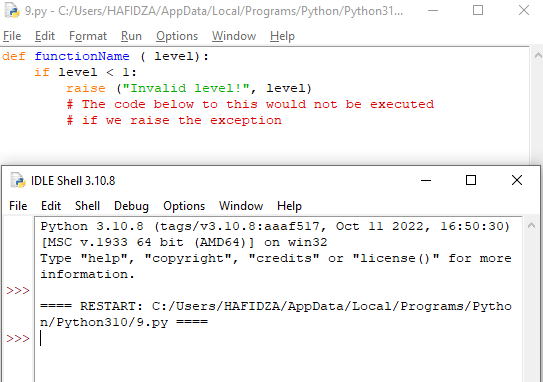 9.py - C:/Users/HAFIDZA/AppData/Local/Programs/Python/Python31...
File Edit Format Run Options Window Help
def functionName ( level):
    if level < 1:
        raise ("Invalid level!", level)
        # The code below to this would not be executed
        # if we raise the exception
IDLE Shell 3.10.8
File Edit Shell Debug Options Window Help
Python 3.10.8 (tags/v3.10.8:aaaf517, Oct 11 2022, 16:50:30)
[MSC v.1933 64 bit (AMD64)] on win32
Type "help", "copyright", "credits" or "license()" for more
information.
>>>
==== RESTART: C:/Users/HAFIDZA/AppData/Local/Programs/Pytho
n/Python310/9.py ====
>>>